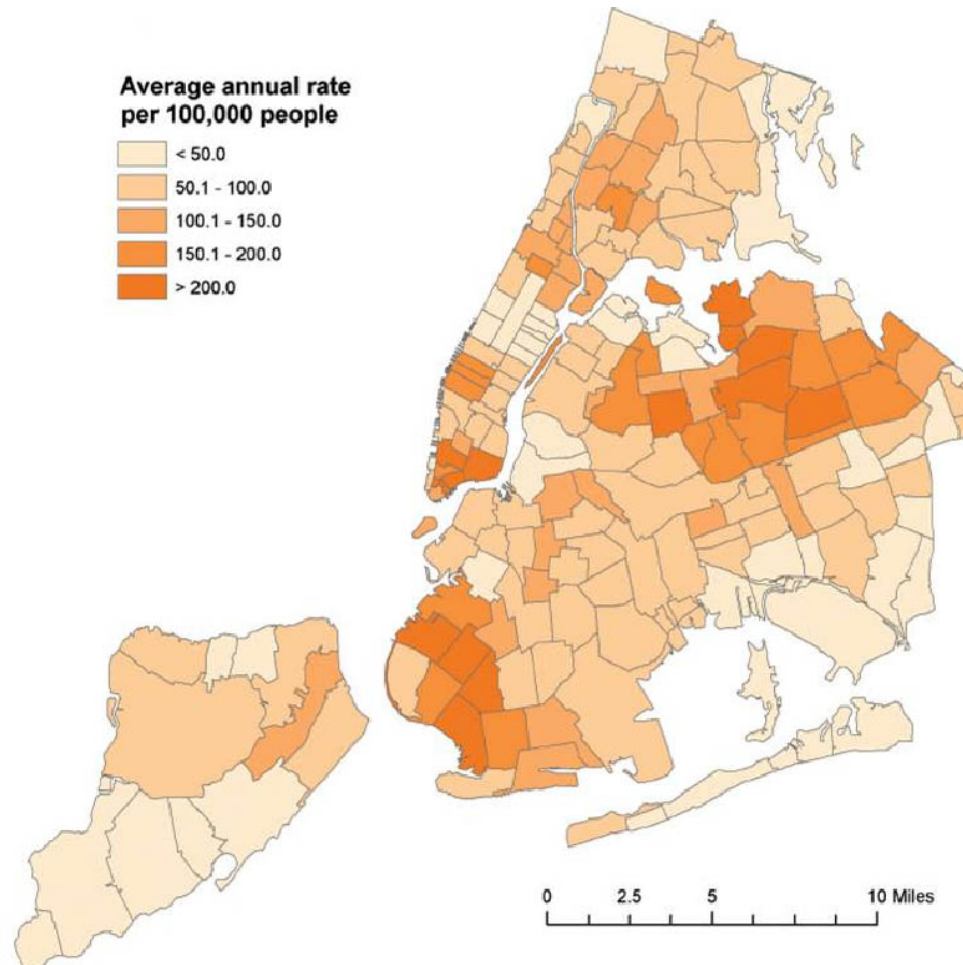 Average annual rate
per 100,000 people
< 50.0
50.1 - 100.0
100.1 - 150.0
150.1 - 200.0
> 200.0
0 2.5 5 10 Miles